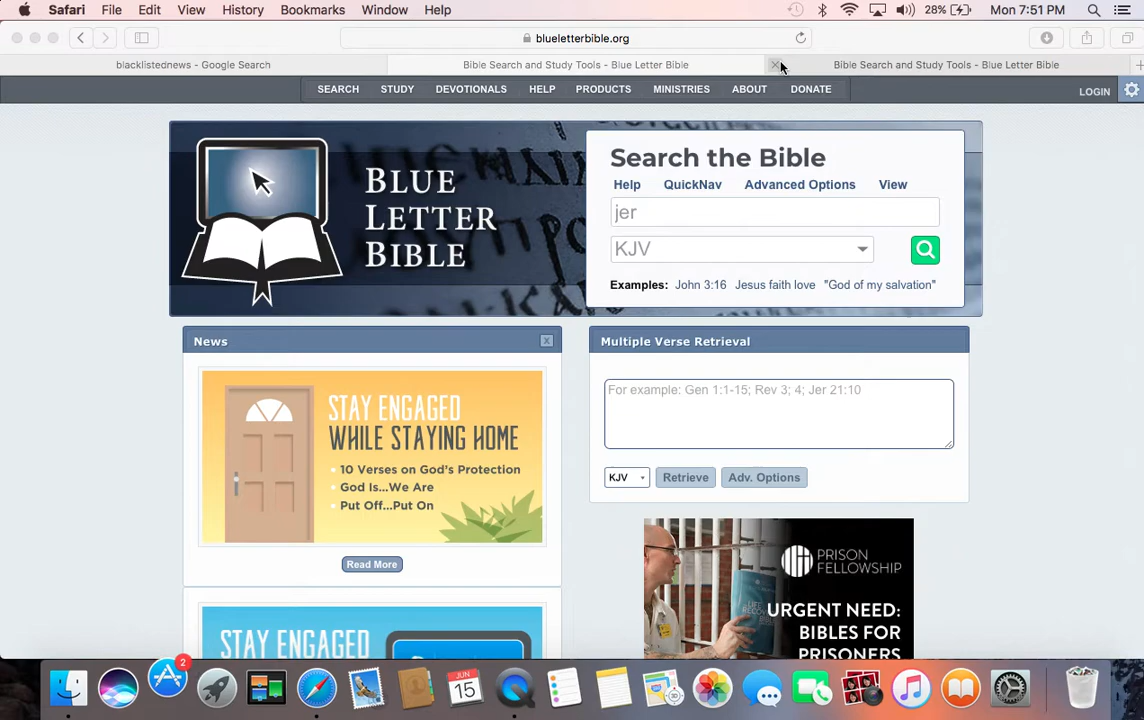 Safari File Edit View History Bookmarks Window Help 28% Mon 7:51 PM
blueletterbible.org
blacklistednews - Google Search Bible Search and Study Tools - Blue Letter Bible Bible Search and Study Tools - Blue Letter Bible
SEARCH STUDY DEVOTIONALS HELP PRODUCTS MINISTRIES ABOUT DONATE LOGIN
BLUE
LETTER
BIBLE
Search the Bible
Help QuickNav Advanced Options View
jer
KJV
Examples: John 3:16 Jesus faith love "God of my salvation"
News x
STAY ENGAGED
WHILE STAYING HOME
10 Verses on God's Protection
God Is...We Are
Put Off...Put On
Read More
STAY ENGAGED
Multiple Verse Retrieval
For example: Gen 1:1-15; Rev 3; 4; Jer 21:10
KJV Retrieve Adv. Options
PRISON
FELLOWSHIP
LIFE
RECOVERY
BIBLE
URGENT NEED:
BIBLES FOR
PRISONERS
2
JUN
15